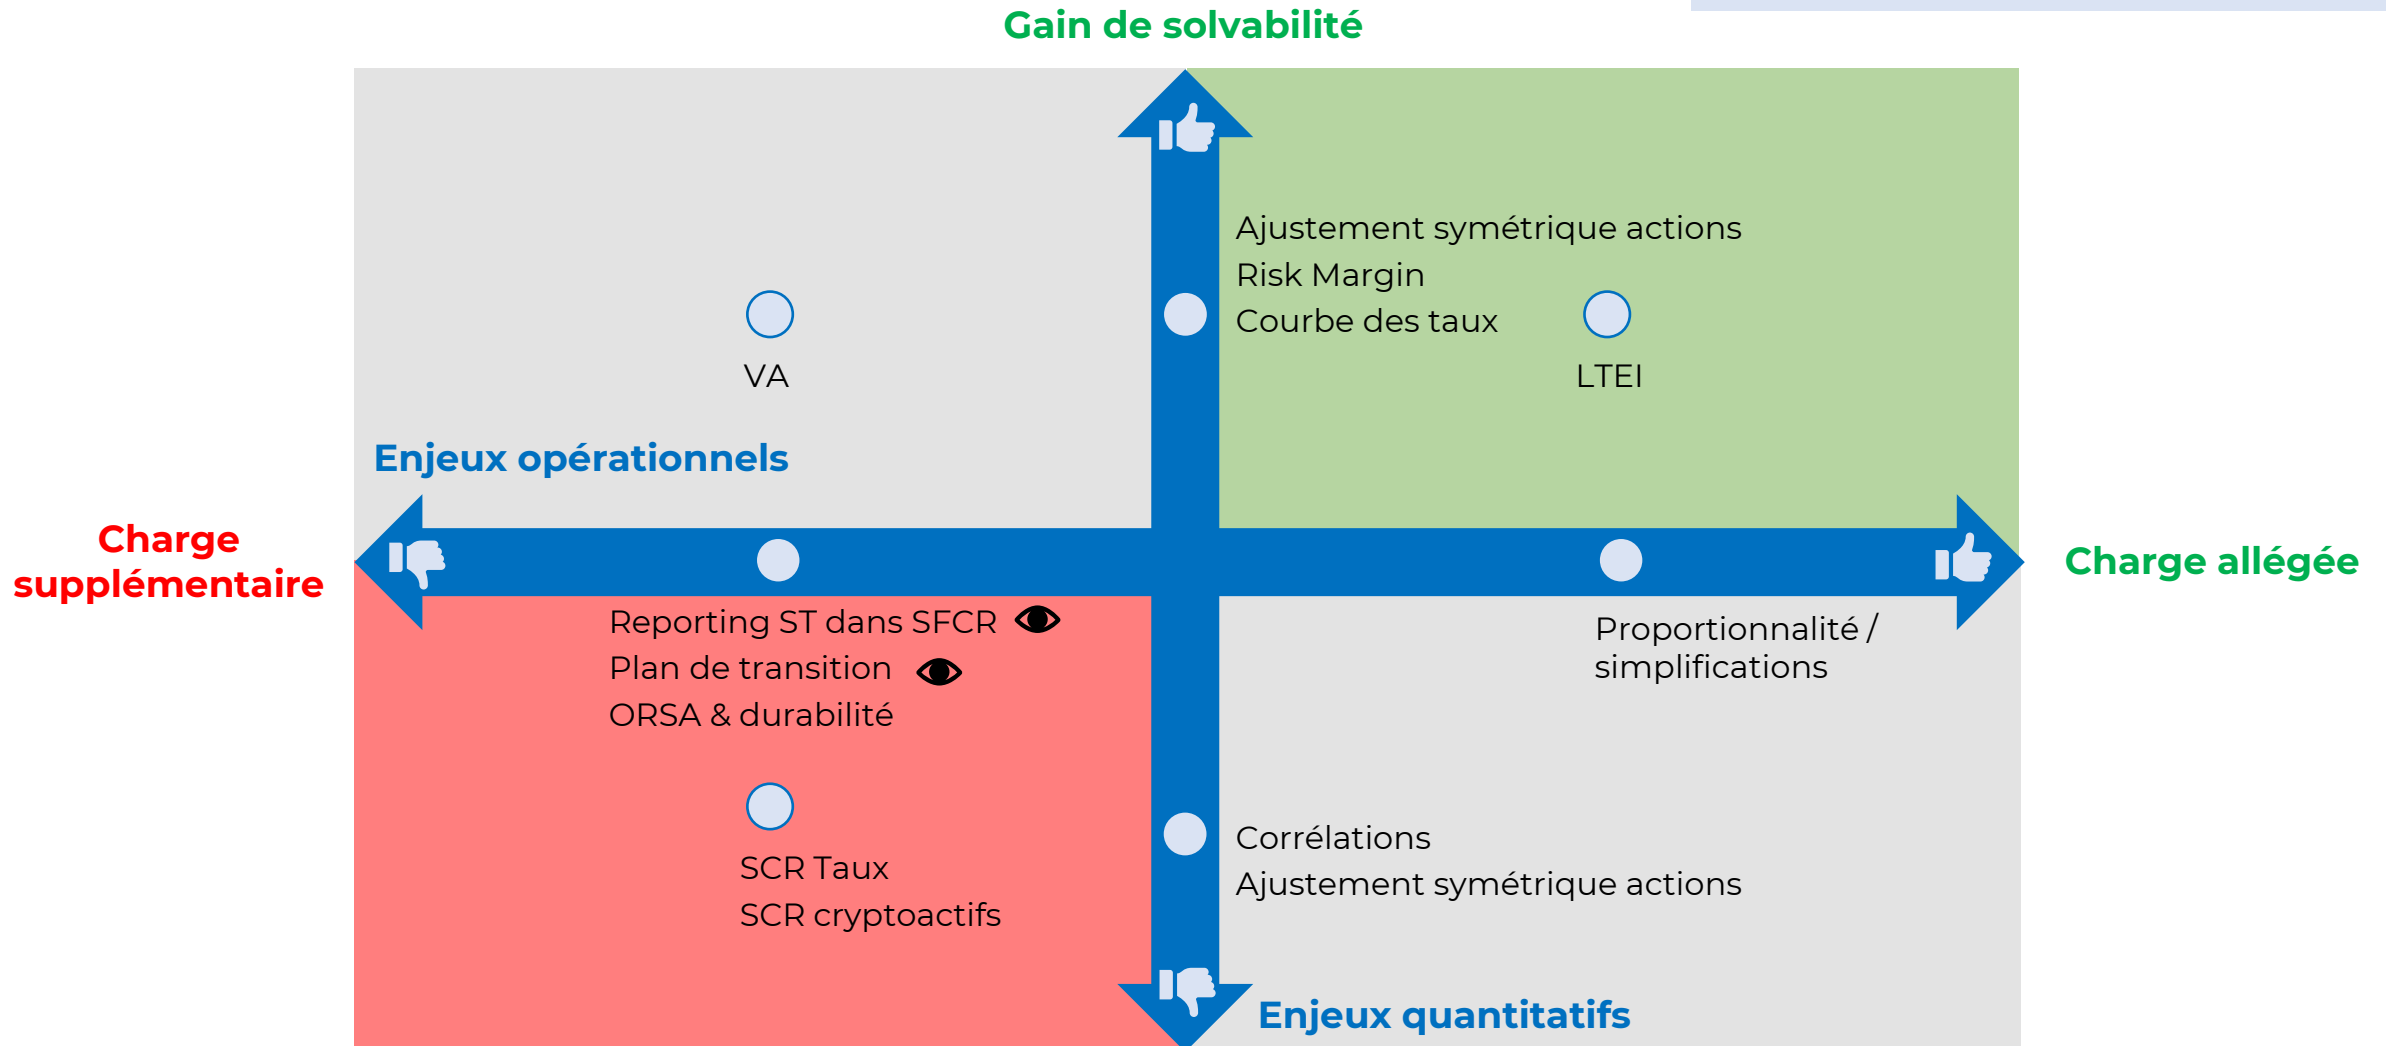 Gain de solvabilité
Ajustement symétrique actions
Risk Margin
Courbe des taux
VA
LTEI
Enjeux opérationnels
Charge
supplémentaire
Charge allégée
Reporting ST dans SFCR
Plan de transition
ORSA & durabilité
Proportionnalité /
simplifications
SCR Taux
SCR cryptoactifs
Corrélations
Ajustement symétrique actions
Enjeux quantitatifs